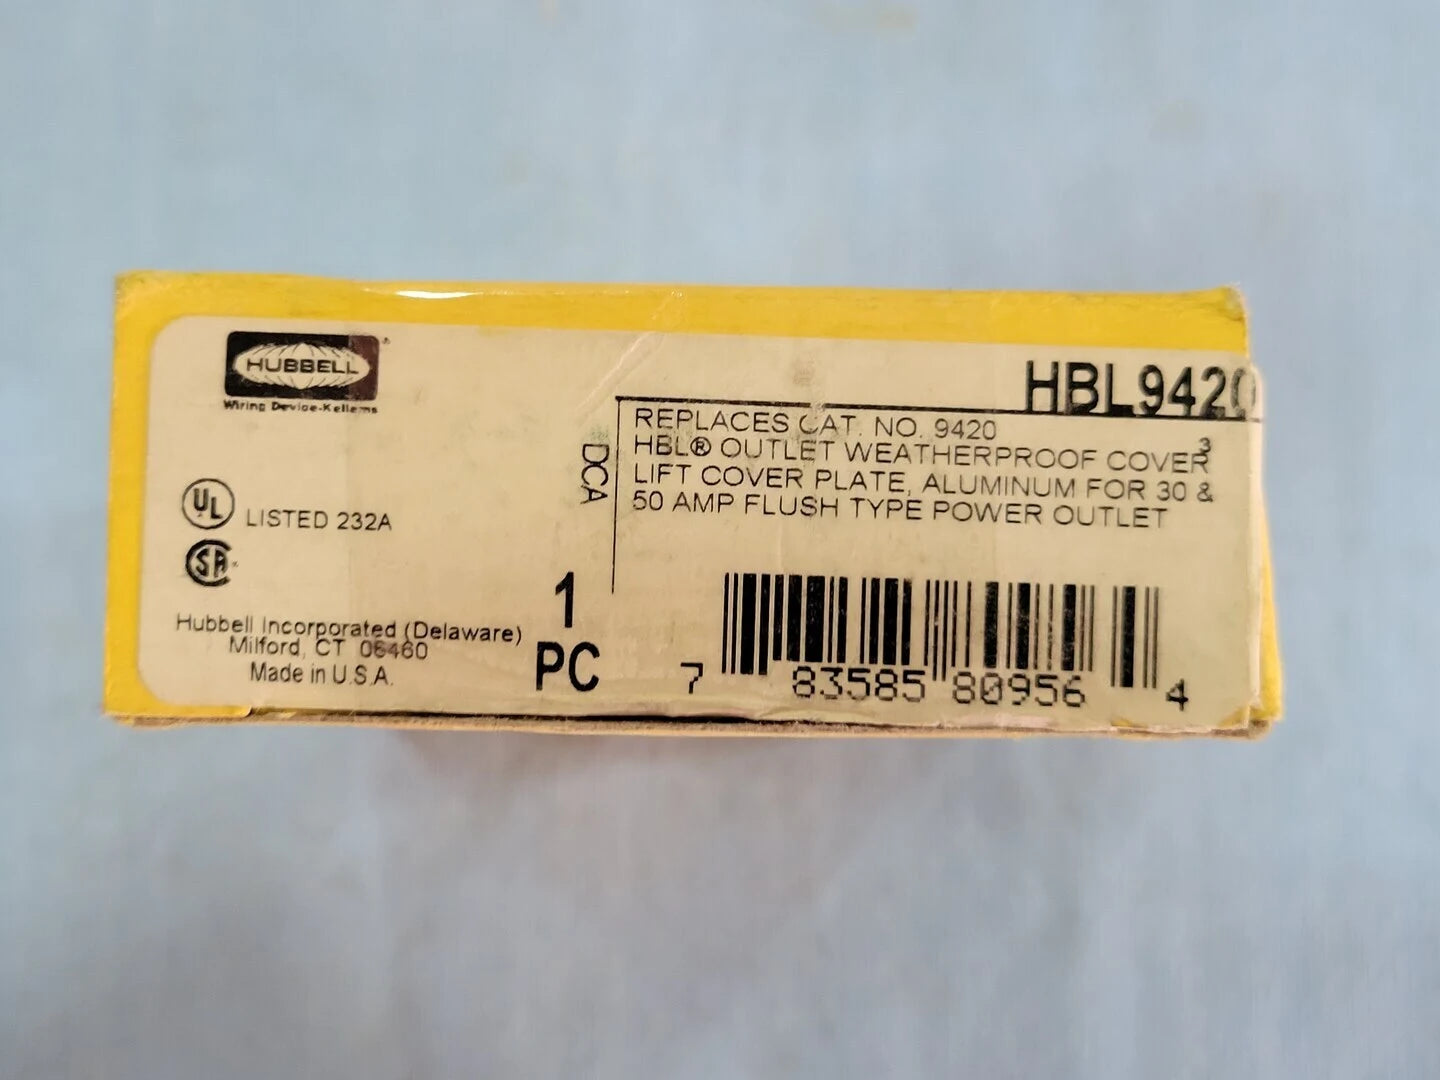 HUBBELL®
Wiring Device-Kellems
HBL9420
REPLACES CAT. NO. 9420
3
HBL® OUTLET WEATHERPROOF COVER
LIFT COVER PLATE, ALUMINUM FOR 30 &
50 AMP FLUSH TYPE POWER OUTLET
DCA
UL LISTED 232A
SA
Hubbell Incorporated (Delaware)
Milford, CT 06460
Made in U.S.A.
1
PC
7 83585 80956 4